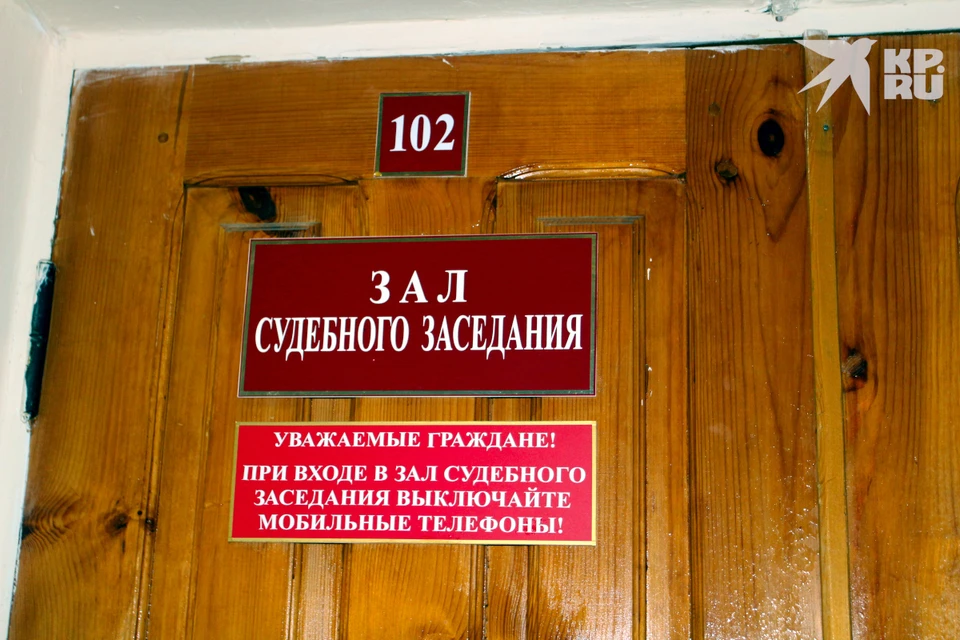 KP.
RU
102
ЗАЛ
СУДЕБНОГО ЗАСЕДАНИЯ
УВАЖАЕМЫЕ ГРАЖДАНЕ!
ПРИ ВХОДЕ В ЗАЛ СУДЕБНОГО
ЗАСЕДАНИЯ ВЫКЛЮЧАЙТЕ
МОБИЛЬНЫЕ ТЕЛЕФОНЫ!